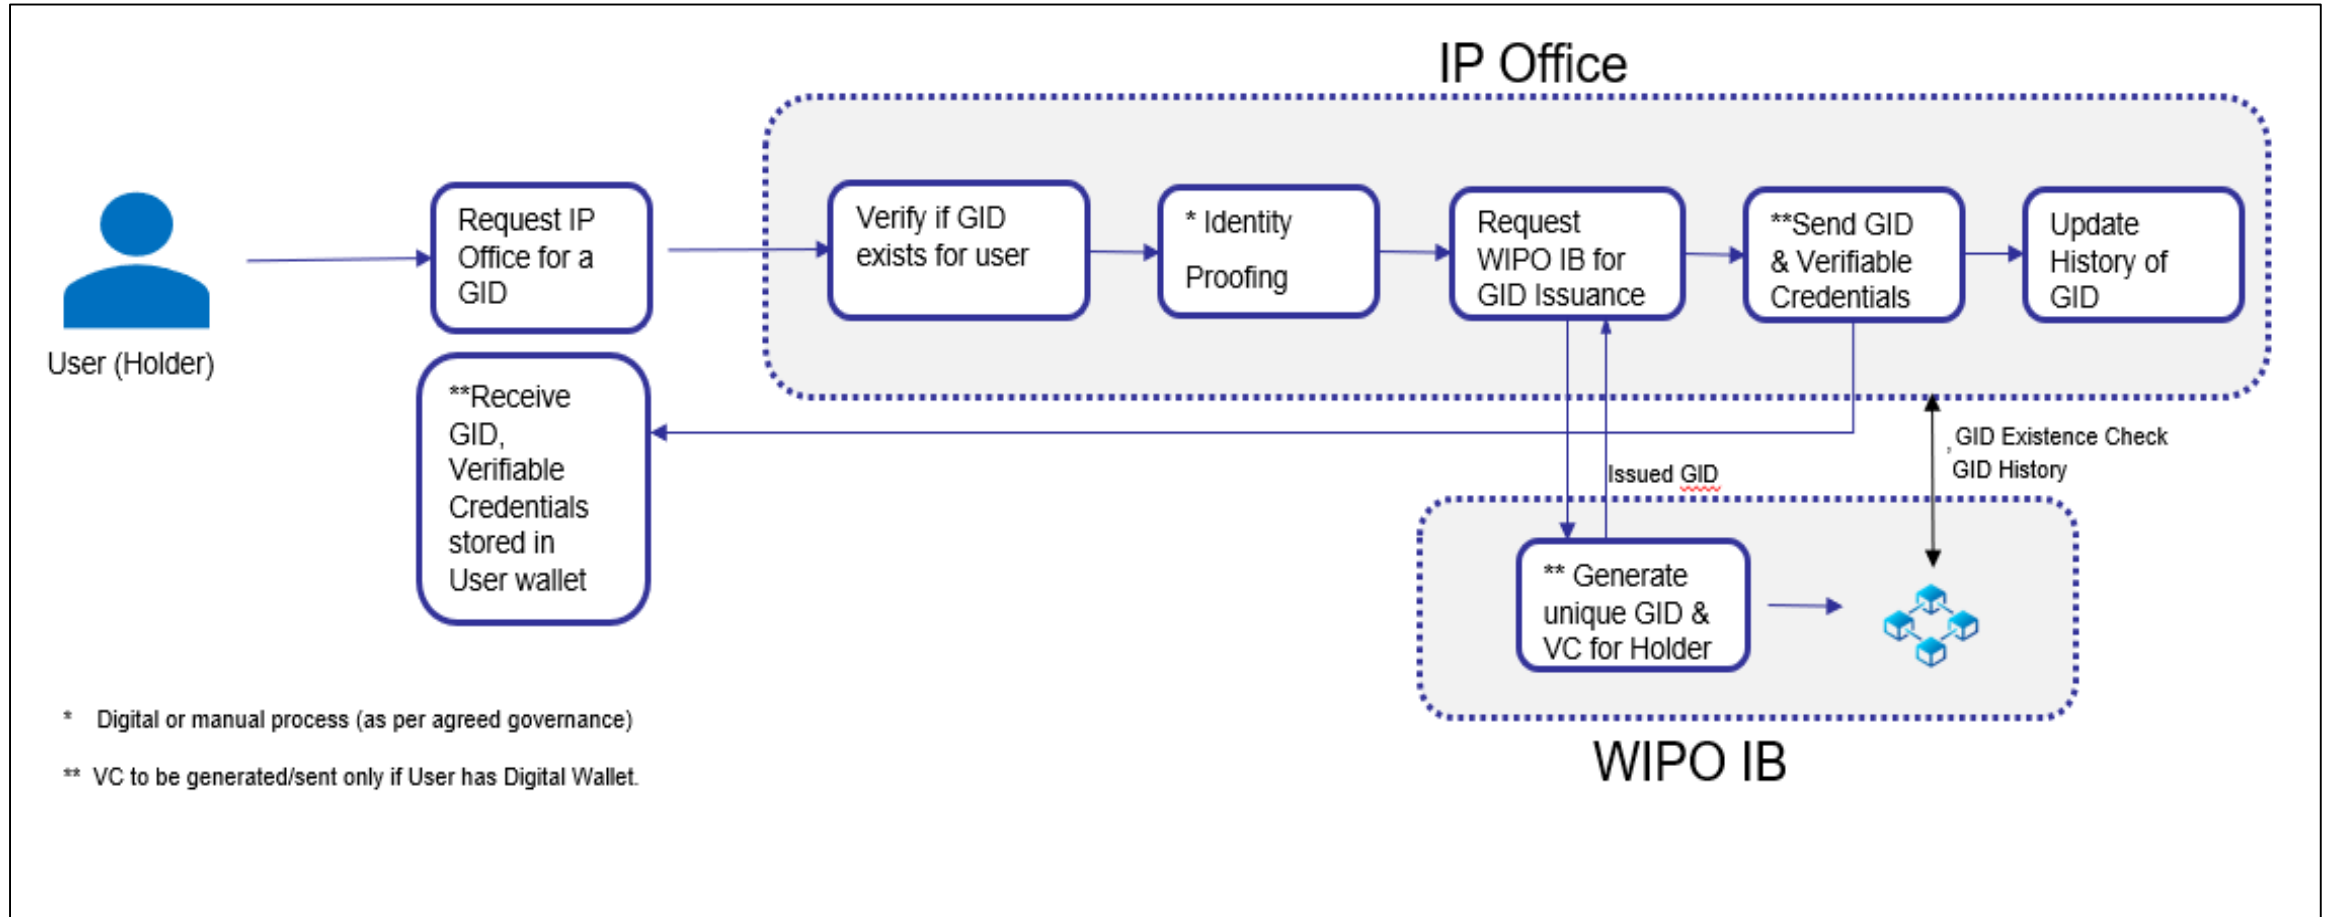 IP Office
Request IP
Office for a
GID
Verify if GID
exists for user
* Identity
Proofing
Request
WIPO IB for
GID Issuance
**Send GID
& Verifiable
Credentials
Update
History of
GID
User (Holder)
**Receive
GID,
Verifiable
Credentials
stored in
User wallet
Issued GID
,GID Existence Check
GID History
** Generate
unique GID &
VC for Holder
WIPO IB
* Digital or manual process (as per agreed governance)
** VC to be generated/sent only if User has Digital Wallet.